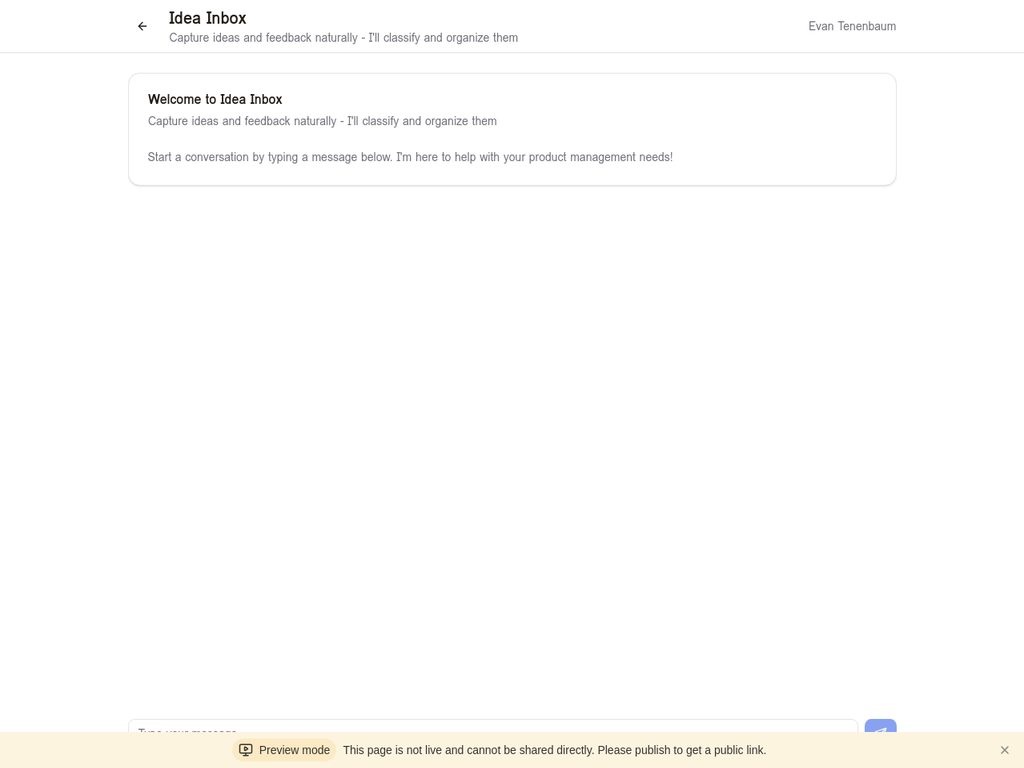 Idea Inbox
Capture ideas and feedback naturally - I'll classify and organize them
Evan Tenenbaum
Welcome to Idea Inbox
Capture ideas and feedback naturally - I'll classify and organize them
Start a conversation by typing a message below. I'm here to help with your product management needs!
Type your message
Preview mode
This page is not live and cannot be shared directly. Please publish to get a public link.